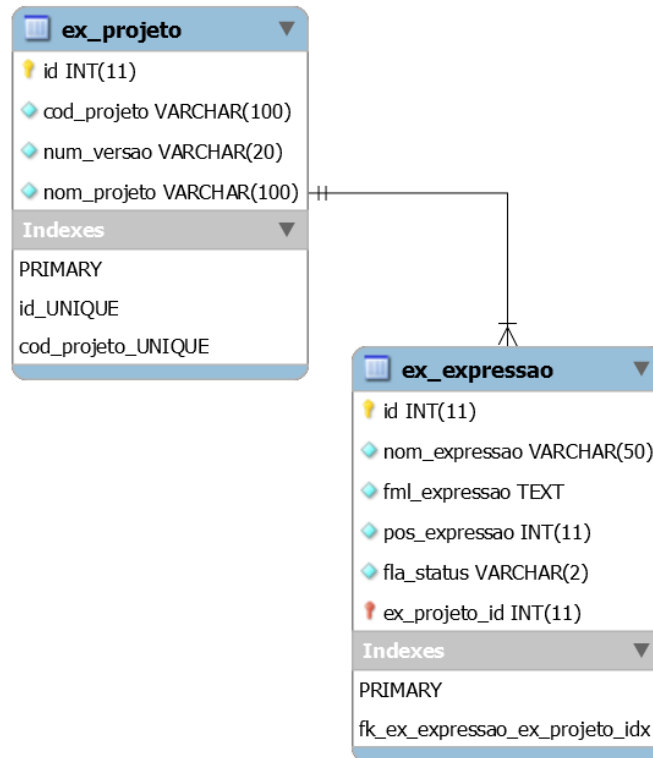 ex_projeto
id INT(11)
cod_projeto VARCHAR(100)
num_versao VARCHAR(20)
nom_projeto VARCHAR(100)
Indexes
PRIMARY
id_UNIQUE
cod_projeto_UNIQUE
ex_expressao
id INT(11)
nom_expressao VARCHAR(50)
fml_expressao TEXT
pos_expressao INT(11)
fla_status VARCHAR(2)
ex_projeto_id INT(11)
Indexes
PRIMARY
fk_ex_expressao_ex_projeto_idx